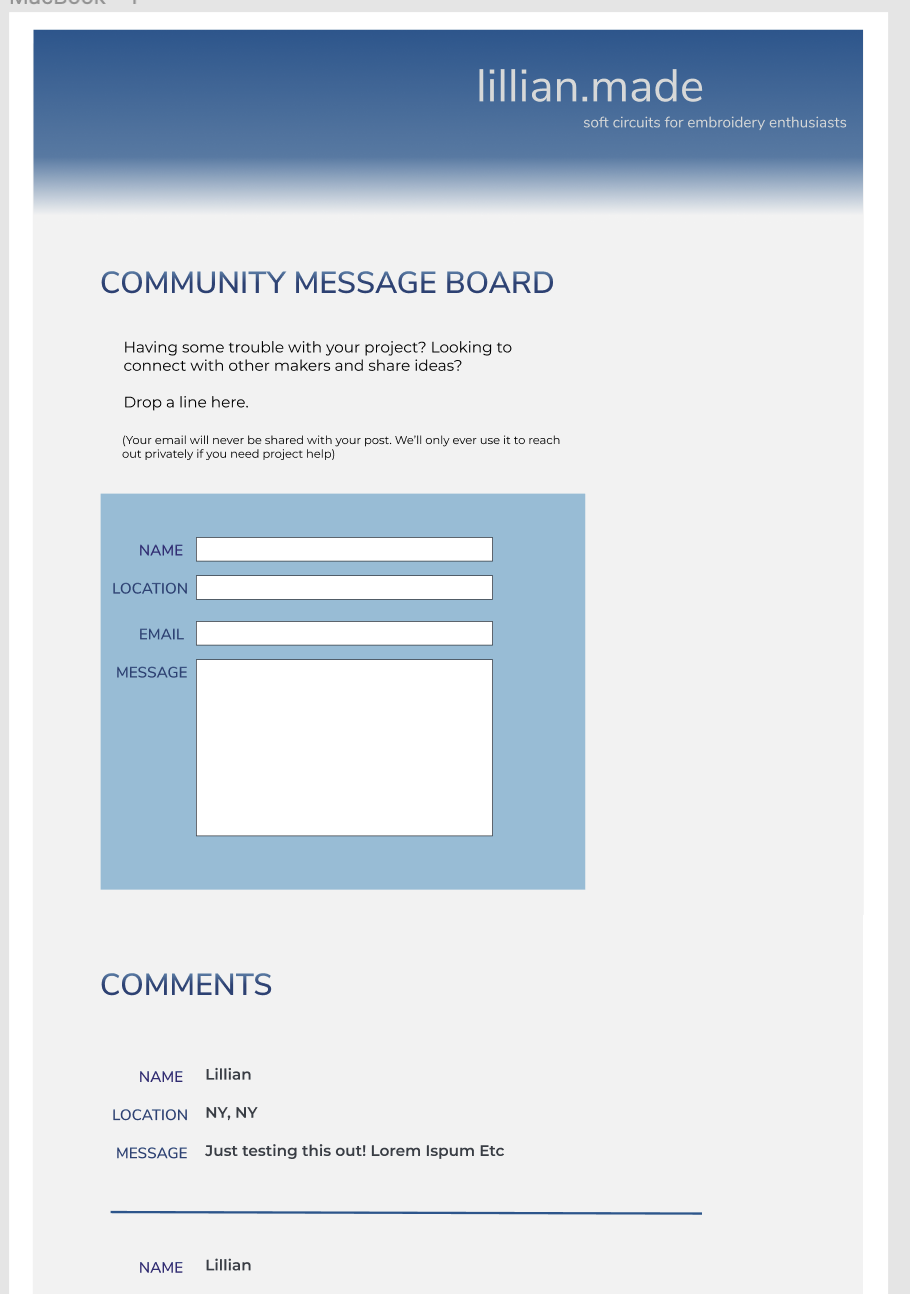 lillian.made
soft circuits for embroidery enthusiasts
COMMUNITY MESSAGE BOARD
Having some trouble with your project? Looking to
connect with other makers and share ideas?
Drop a line here.
(Your email will never be shared with your post. We’ll only ever use it to reach
out privately if you need project help)
NAME
LOCATION
EMAIL
MESSAGE
COMMENTS
NAME Lillian
LOCATION NY, NY
MESSAGE Just testing this out! Lorem Ispum Etc
NAME Lillian